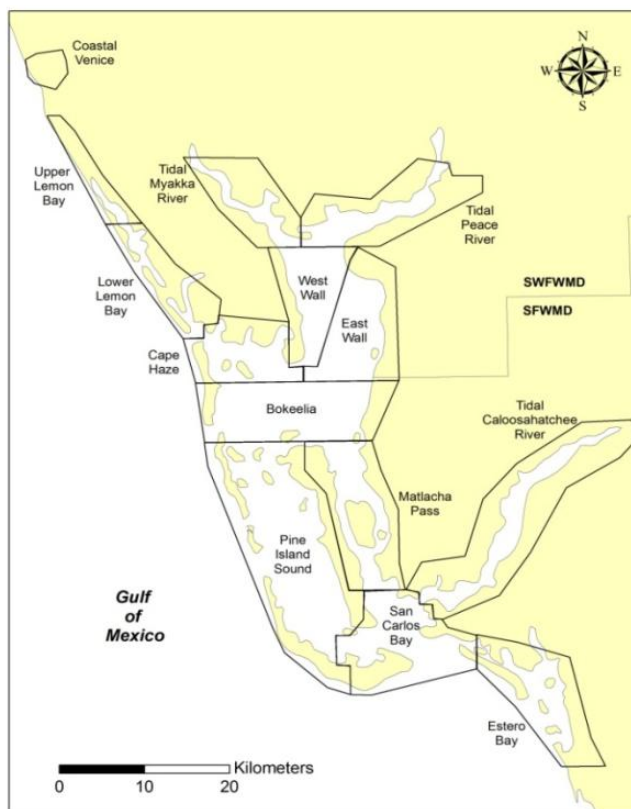 Coastal
Venice
N
W
E
S
Upper
Lemon
Bay
Tidal
Myakka
River
Tidal
Peace
River
Lower
Lemon
Bay
West
Wall
SWFWMD
SFWMD
East
Wall
Cape
Haze
Bokeelia
Tidal
Caloosahatchee
River
Matlacha
Pass
Pine
Island
Sound
Gulf
of
Mexico
San
Carlos
Bay
Estero
Bay
Kilometers
0
10
20